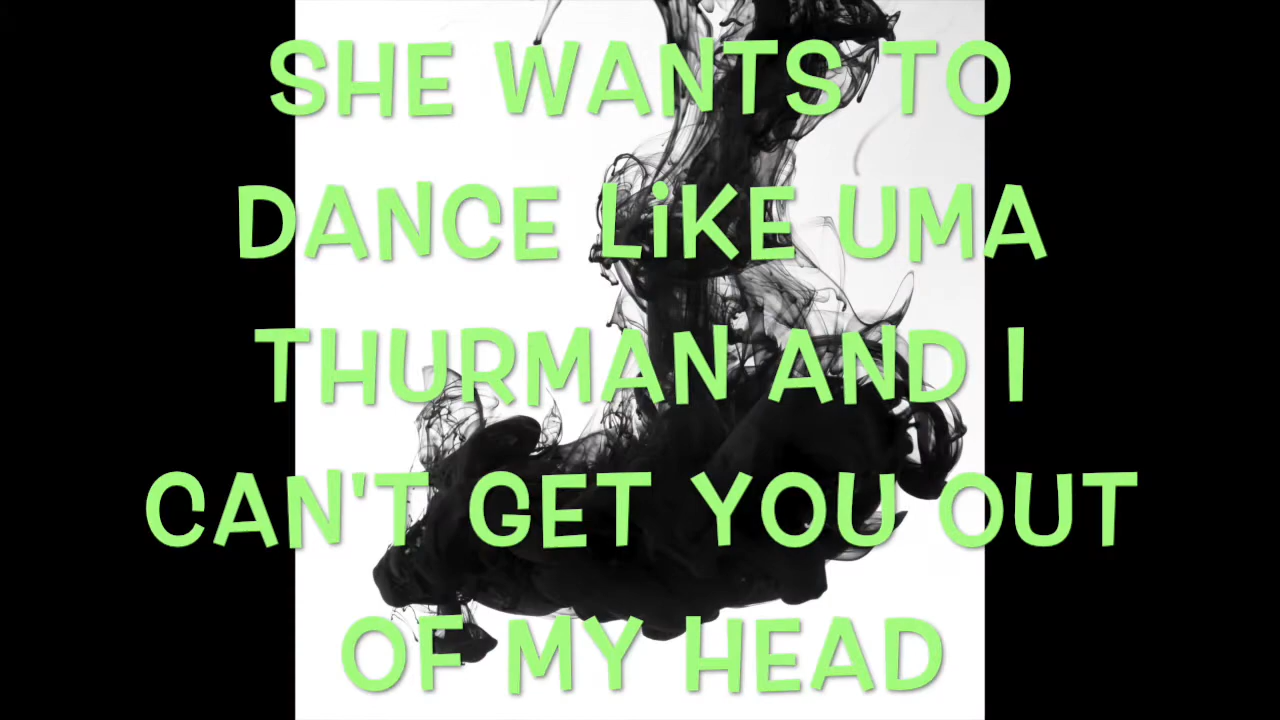 SHE WANTS TO
DANCE LiKE UMA
THURMAN AND I
CAN'T GET YOU OUT
OF MY HEAD